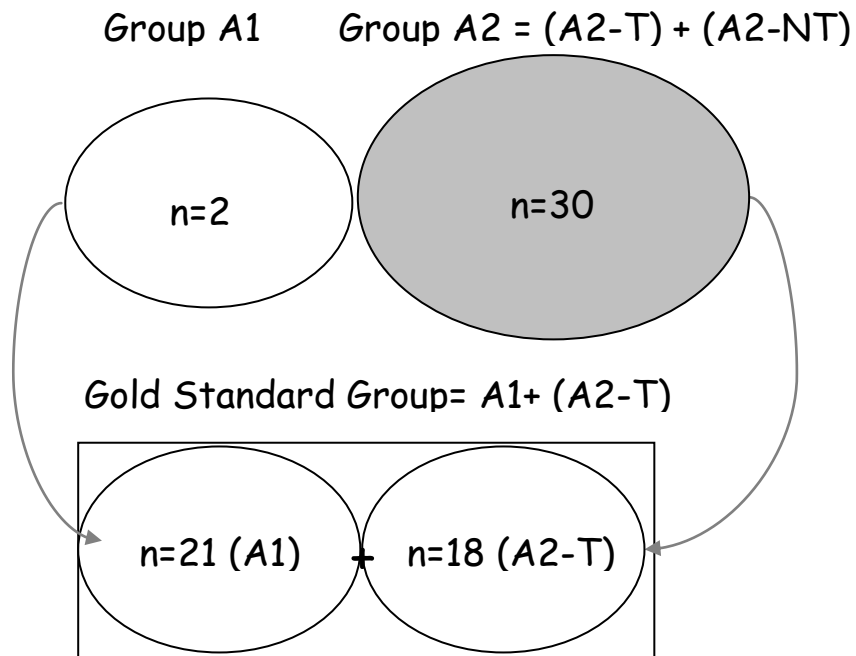 Group A1
Group A2 = (A2-T) + (A2-NT)
n=2
n=30
Gold Standard Group= A1+ (A2-T)
n=21 (A1)
+
n=18 (A2-T)